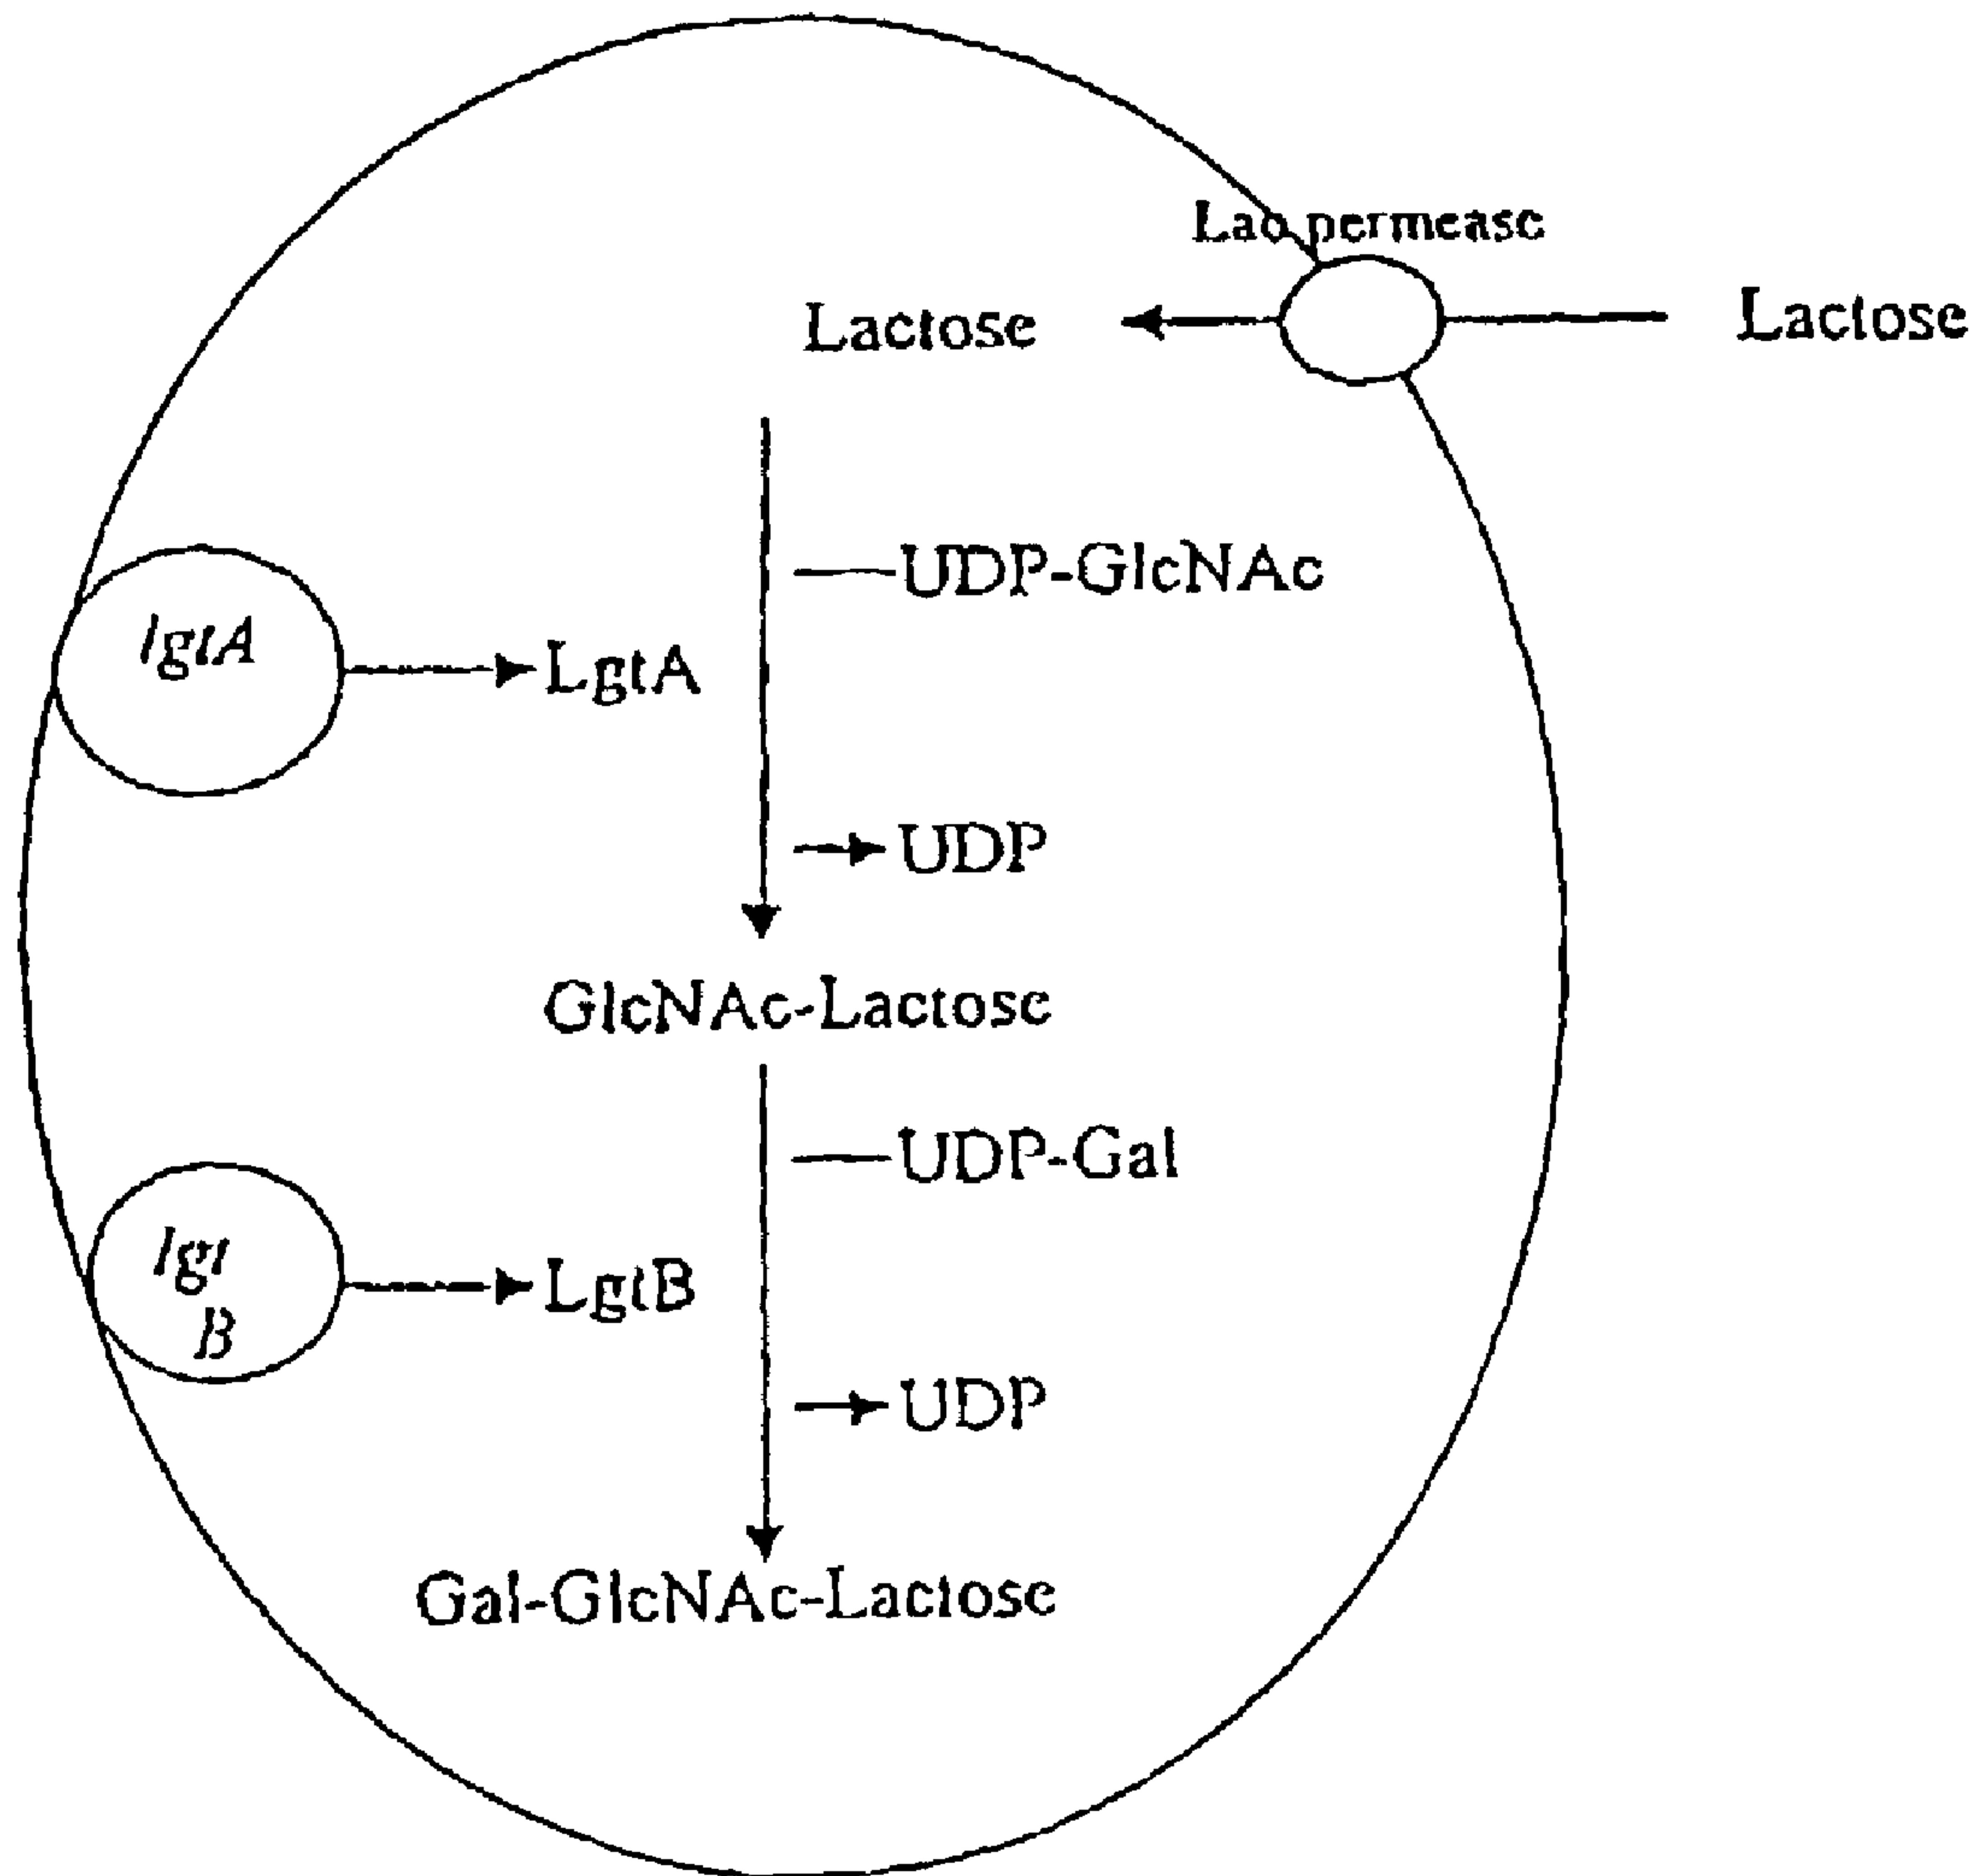 Lac permease
Lactose
Lactose
UDP-GlcNAc
lgtA
LgtA
UDP
GlcNAc-Lactose
UDP-Gal
lgt
B
LgtB
UDP
Gal-GlcNAc-Lactose